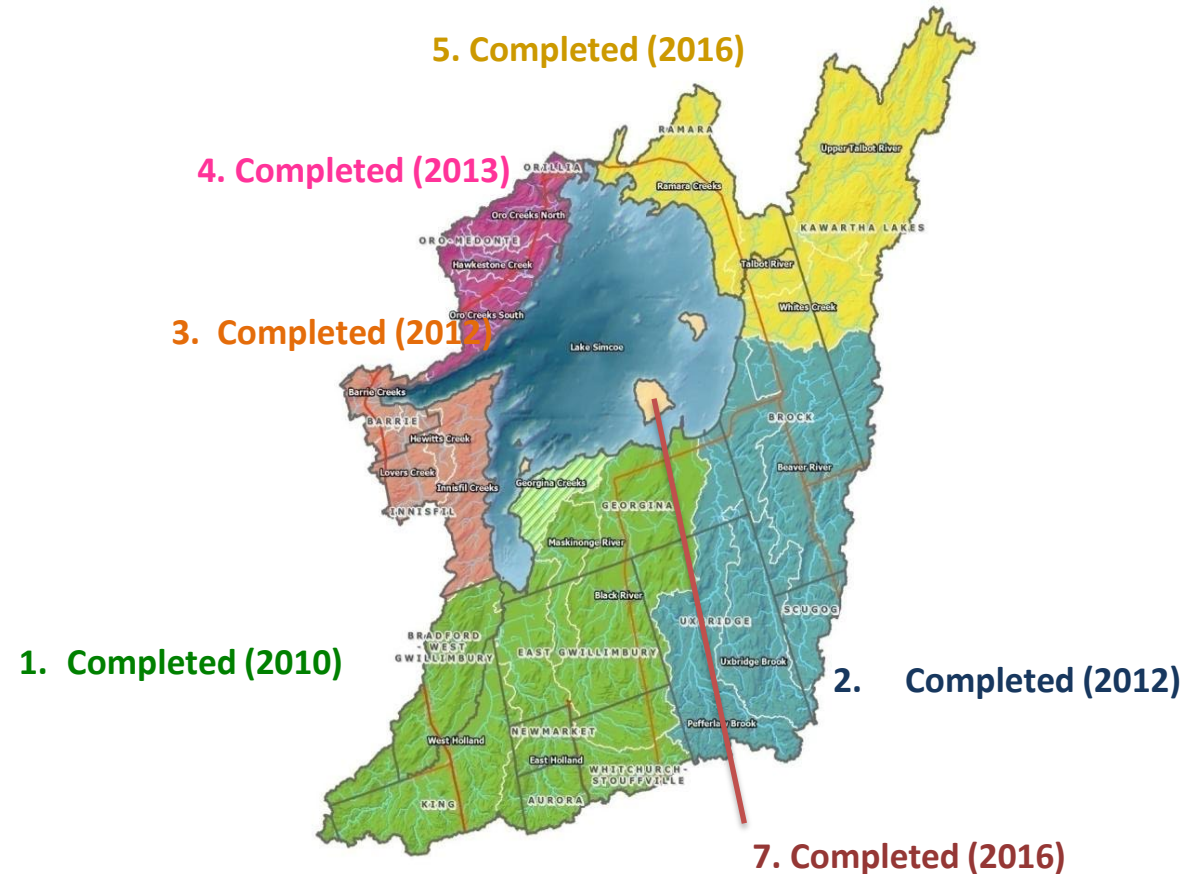 5. Completed (2016)
RAMARA
Upper Talbot River
4. Completed (2013)
ORILLIA
Ramara Creeks
Oro Creeks North
KAWARTHA LAKES
ORO-MEDONTE
Hawkestone Creek
Talbot River
Whites Creek
Oro Creeks South
3. Completed (2012)
Lake Simcoe
Barrie Creeks
BARRIE
BROCK
Hewitts Creek
Beaver River
Lovers Creek
Innisfil Creeks
Georgina Creeks
INNISFIL
GEORGINA
Maskinonge River
Black River
SCUGOG
UXBRIDGE
BRADFORD
-WEST
GWILLIMBURY
EAST GWILLIMBURY
1. Completed (2010)
Uxbridge Brook
2. Completed (2012)
Pefferlaw Brook
NEWMARKET
West Holland
East Holland
WHITCHURCH-
STOUFFVILLE
KING
AURORA
7. Completed (2016)